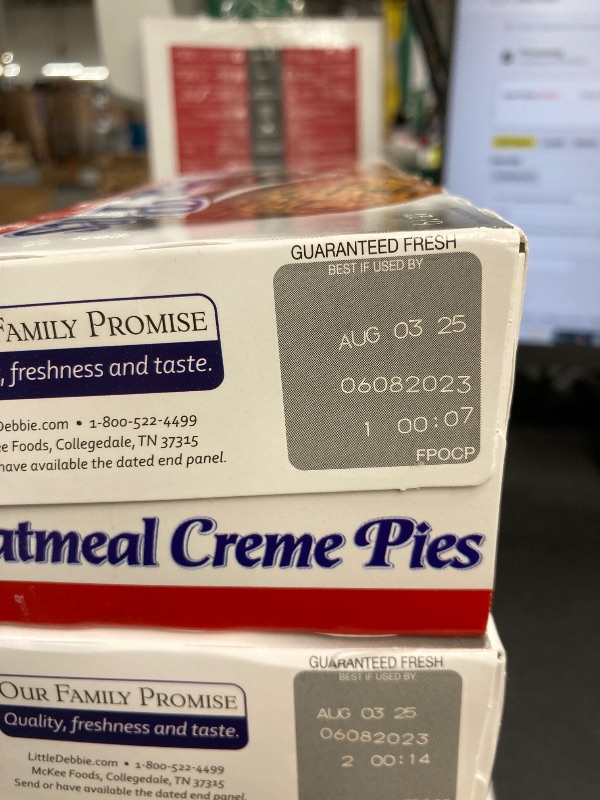 GUARANTEED FRESH
BEST IF USED BY
AUG 03 25
06082023
1 00:07
FPOCP
FAMILY PROMISE
, freshness and taste.
Debbie.com • 1-800-522-4499
ee Foods, Collegedale, TN 37315
have available the dated end panel.
atmeal Creme Pies
GUARANTEED FRESH
BEST IF USED BY
AUG 03 25
06082023
2 00:14
OUR FAMILY PROMISE
Quality, freshness and taste.
LittleDebbie.com • 1-800-522-4499
McKee Foods, Collegedale, TN 37315
Send or have available the dated end panel.